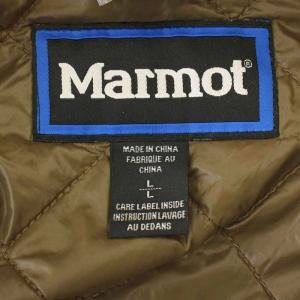 Marmot
MADE IN CHINA
FABRIQUE AU
CHINA
L
L
CARE LABEL INSIDE
INSTRUCTION LAVAGE
AU DEDANS